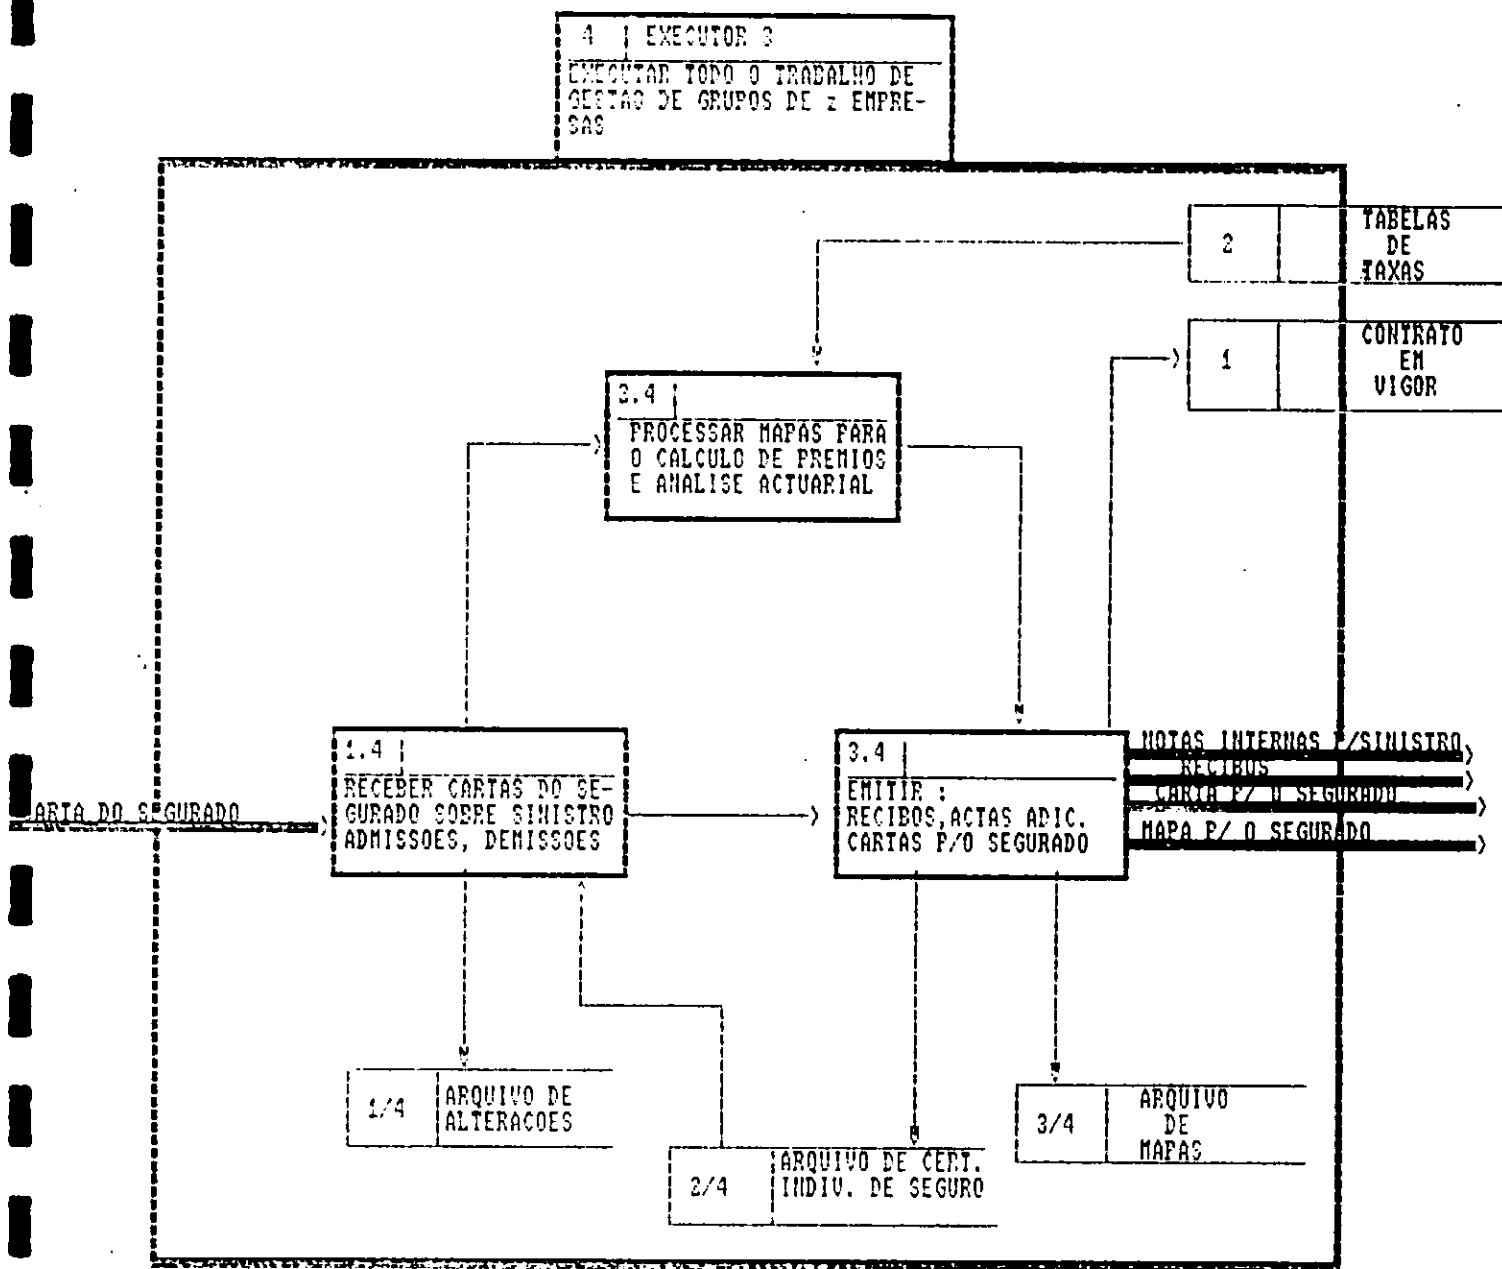 4 | EXECUTOR 3
EXECUTAR TODO O TRABALHO DE
GESTAO DE GRUPOS DE z EMPRE-
SAS
2
TABELAS
DE
TAXAS
1
CONTRATO
EM
VIGOR
2.4
PROCESSAR MAPAS PARA
O CALCULO DE PREMIOS
E ANALISE ACTUARIAL
1.4
RECEBER CARTAS DO SE-
GURADO SOBRE SINISTRO
ADMISSOES, DEMISSOES
3.4
EMITIR :
RECIBOS,ACTAS ADIC.
CARTAS P/O SEGURADO
NOTAS INTERNAS P/SINISTRO
RECIBOS
CARTA P/ O SEGURADO
MAPA P/ O SEGURADO
ARTA DO SEGURADO
1/4
ARQUIVO DE
ALTERACOES
2/4
ARQUIVO DE CERT.
INDIV. DE SEGURO
3/4
ARQUIVO
DE
MAPAS